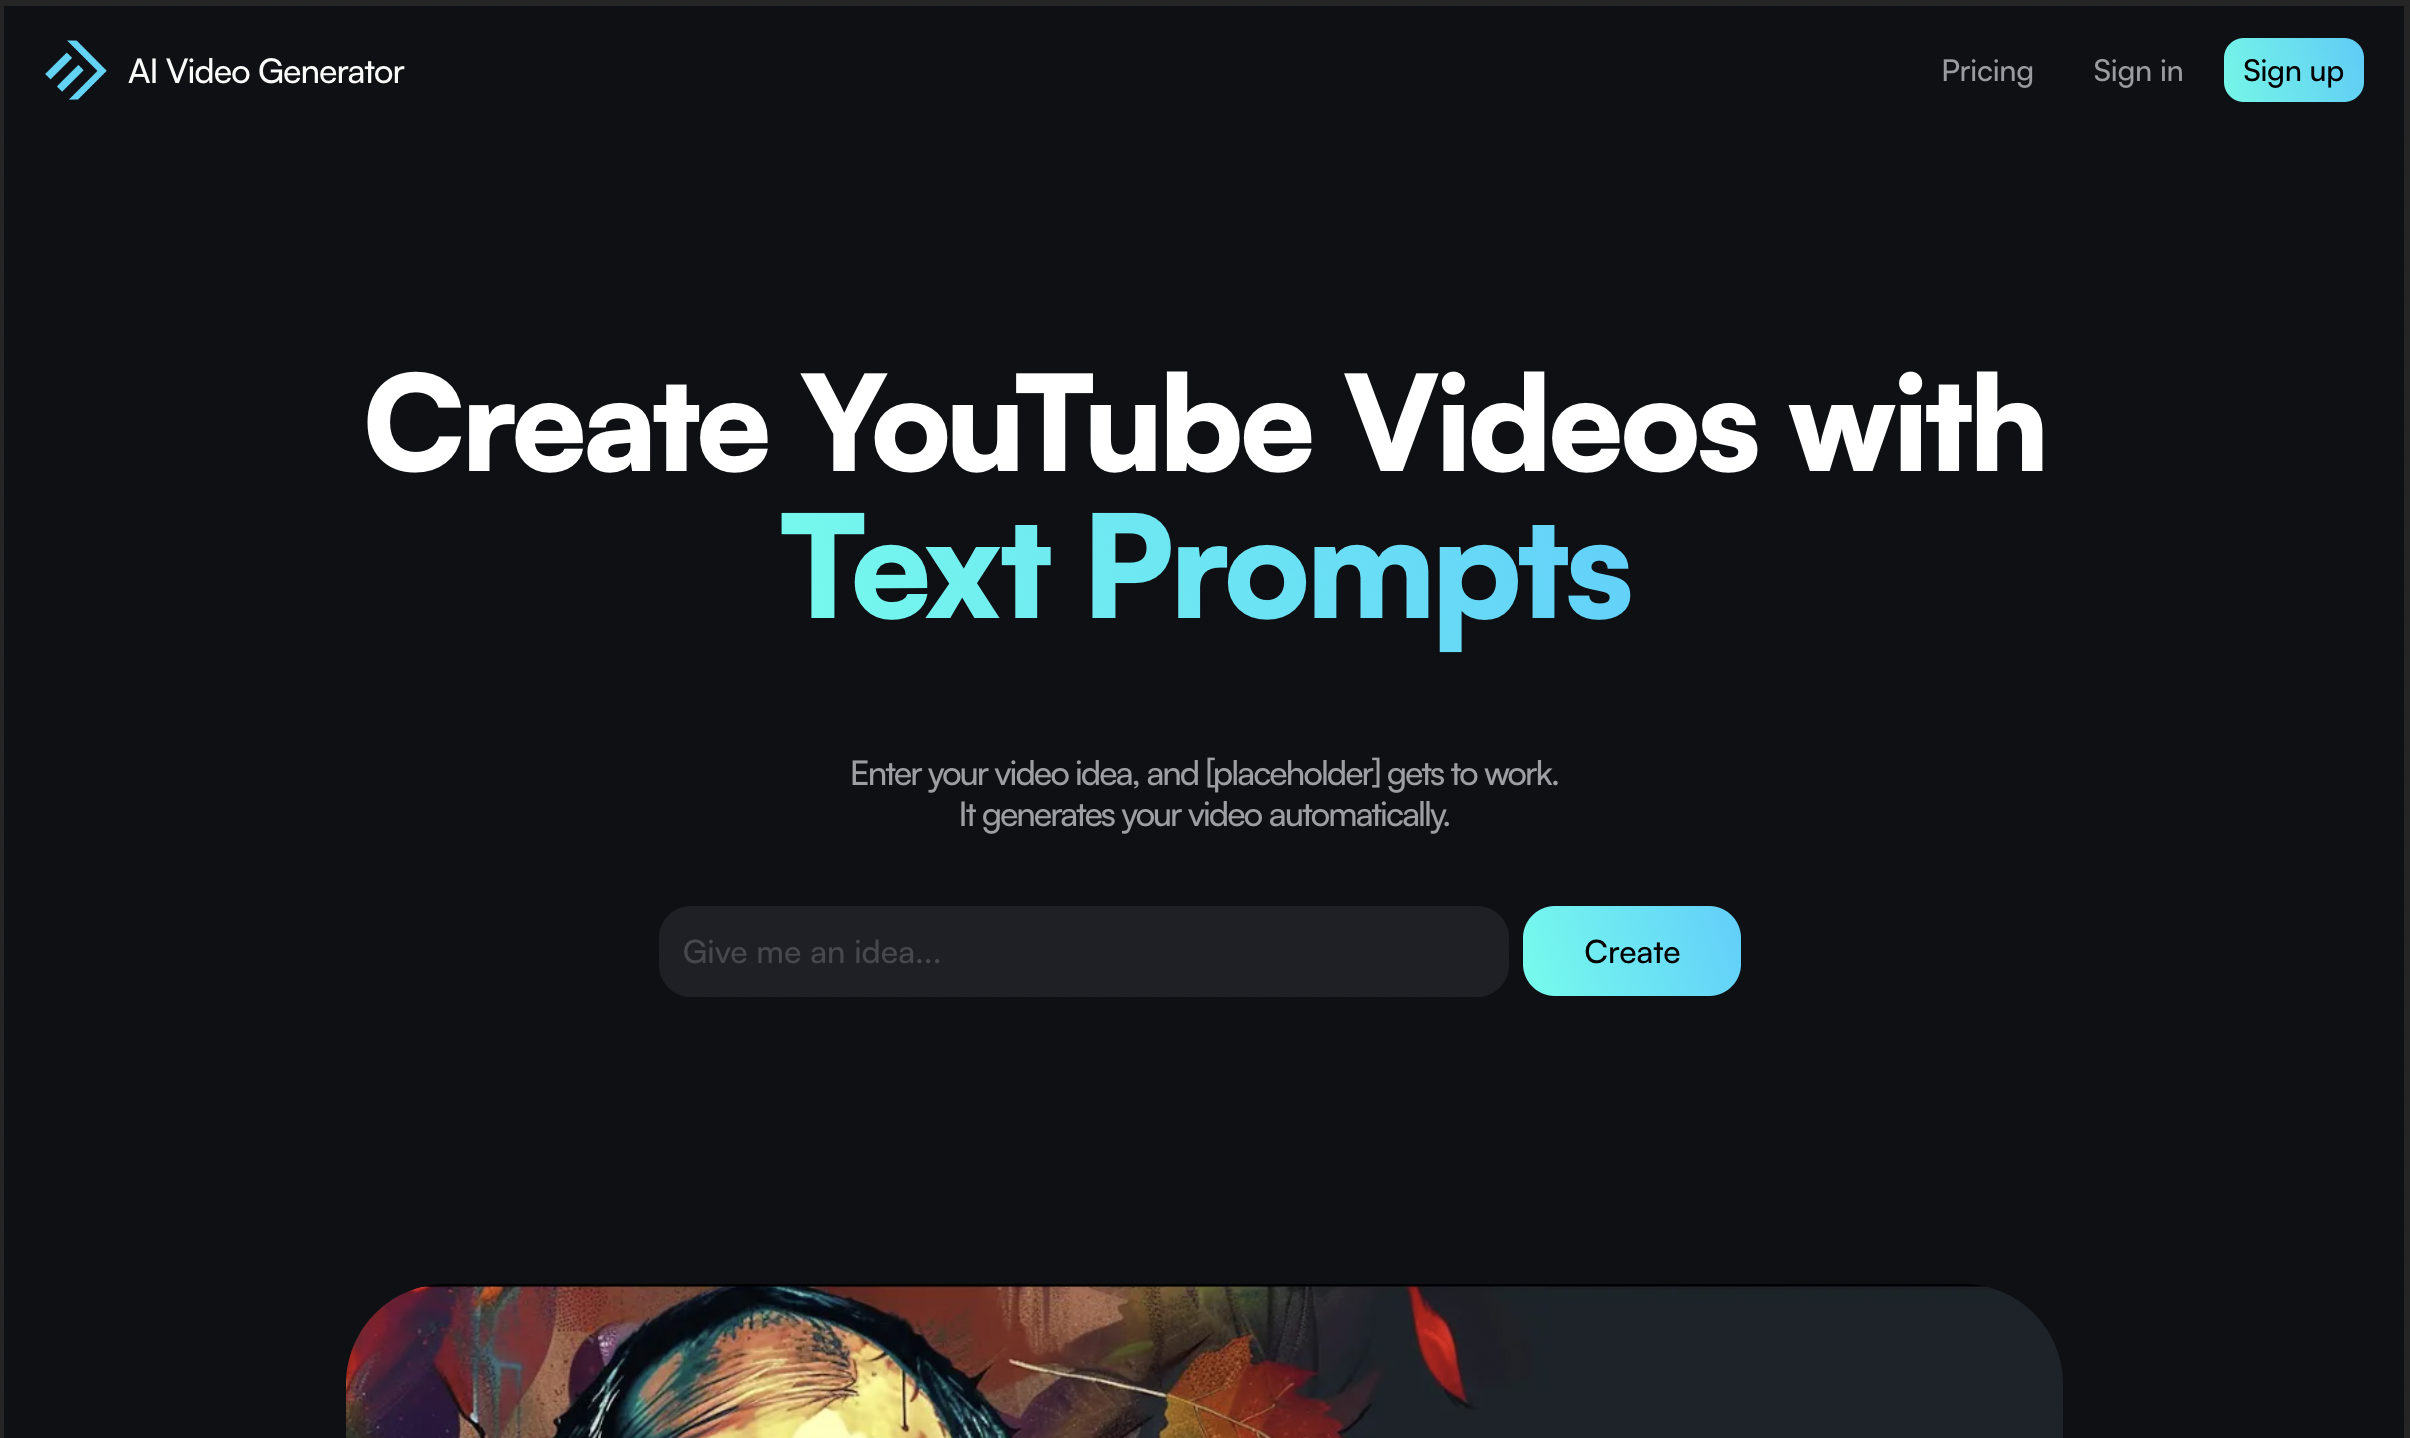 AI Video Generator
Pricing
Sign in
Sign up
Create YouTube Videos with
Text Prompts
Enter your video idea, and [placeholder] gets to work.
It generates your video automatically.
Give me an idea...
Create